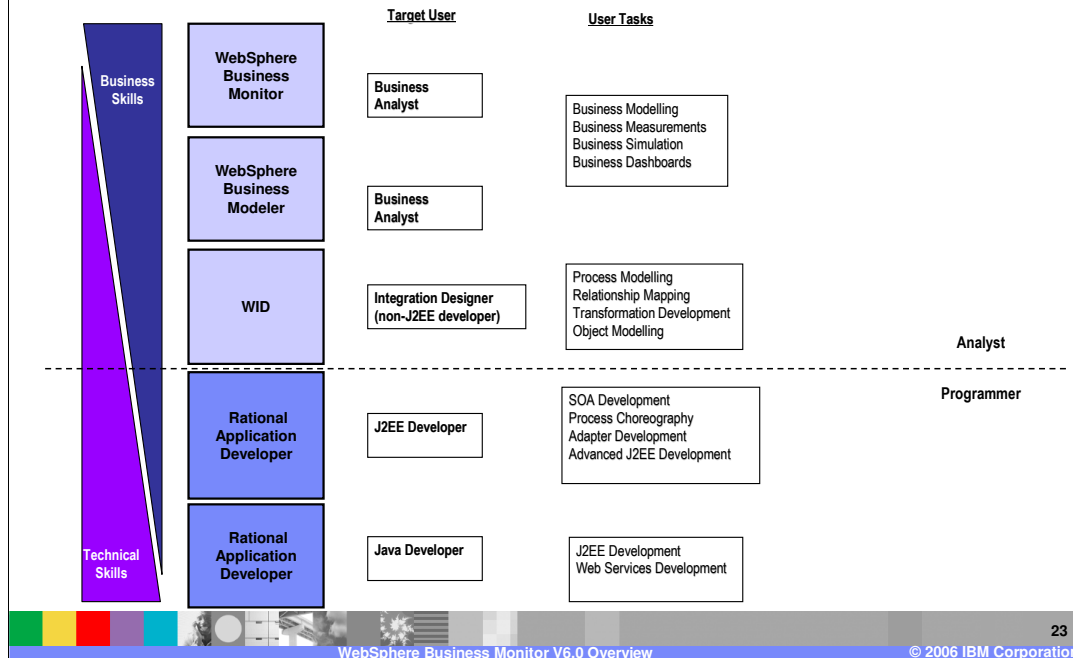 Target User
User Tasks
Business
Skills
WebSphere
Business
Monitor
Business
Analyst
Business Modelling
Business Measurements
Business Simulation
Business Dashboards
WebSphere
Business
Modeler
Business
Analyst
WID
Integration Designer
(non-J2EE developer)
Process Modelling
Relationship Mapping
Transformation Development
Object Modelling
Analyst
Programmer
Rational
Application
Developer
J2EE Developer
SOA Development
Process Choreography
Adapter Development
Advanced J2EE Development
Technical
Skills
Rational
Application
Developer
Java Developer
J2EE Development
Web Services Development
23
WebSphere Business Monitor V6.0 Overview
© 2006 IBM Corporation